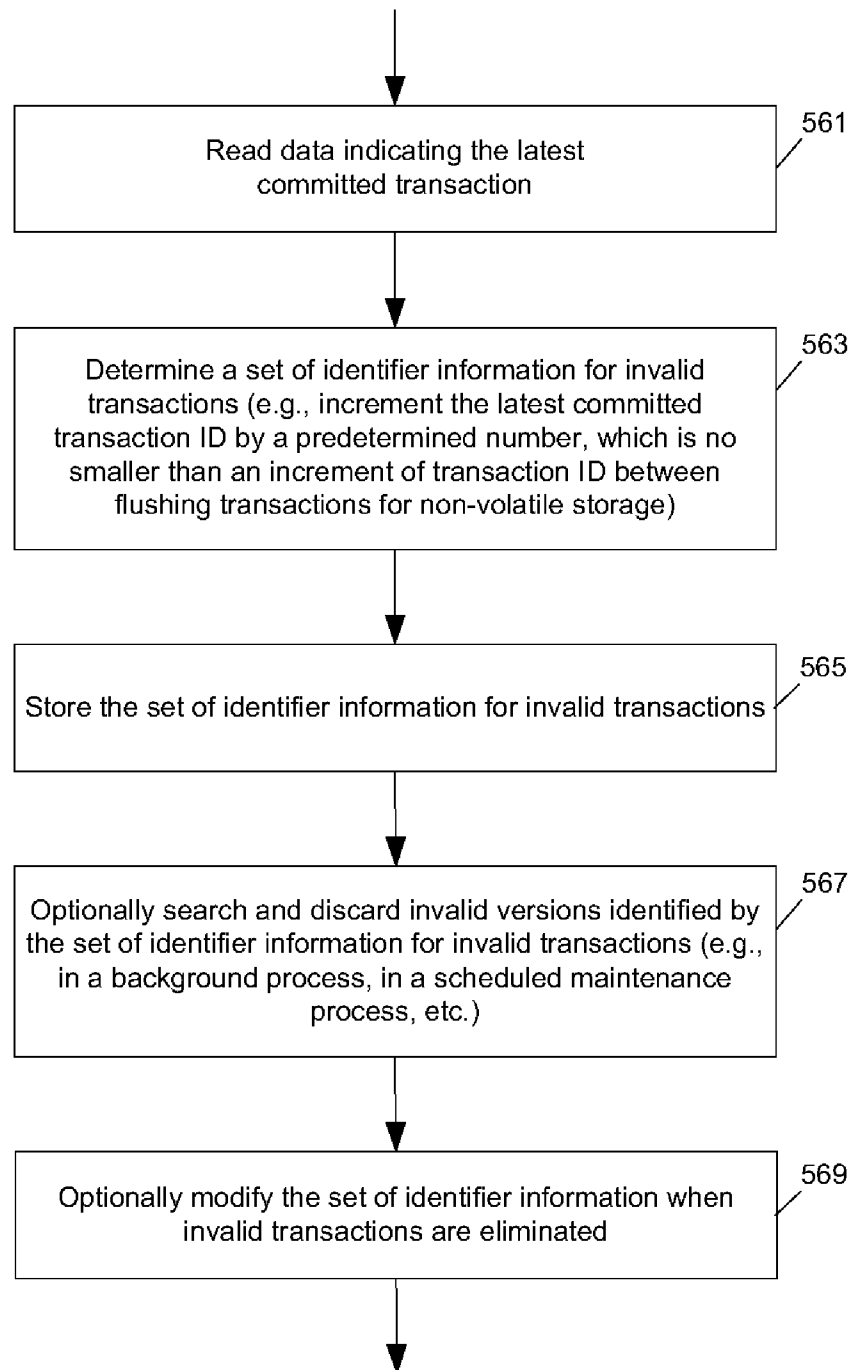 561
Read data indicating the latest
committed transaction
563
Determine a set of identifier information for invalid
transactions (e.g., increment the latest committed
transaction ID by a predetermined number, which is no
smaller than an increment of transaction ID between
flushing transactions for non-volatile storage)
565
Store the set of identifier information for invalid transactions
567
Optionally search and discard invalid versions identified by
the set of identifier information for invalid transactions (e.g.,
in a background process, in a scheduled maintenance
process, etc.)
569
Optionally modify the set of identifier information when
invalid transactions are eliminated